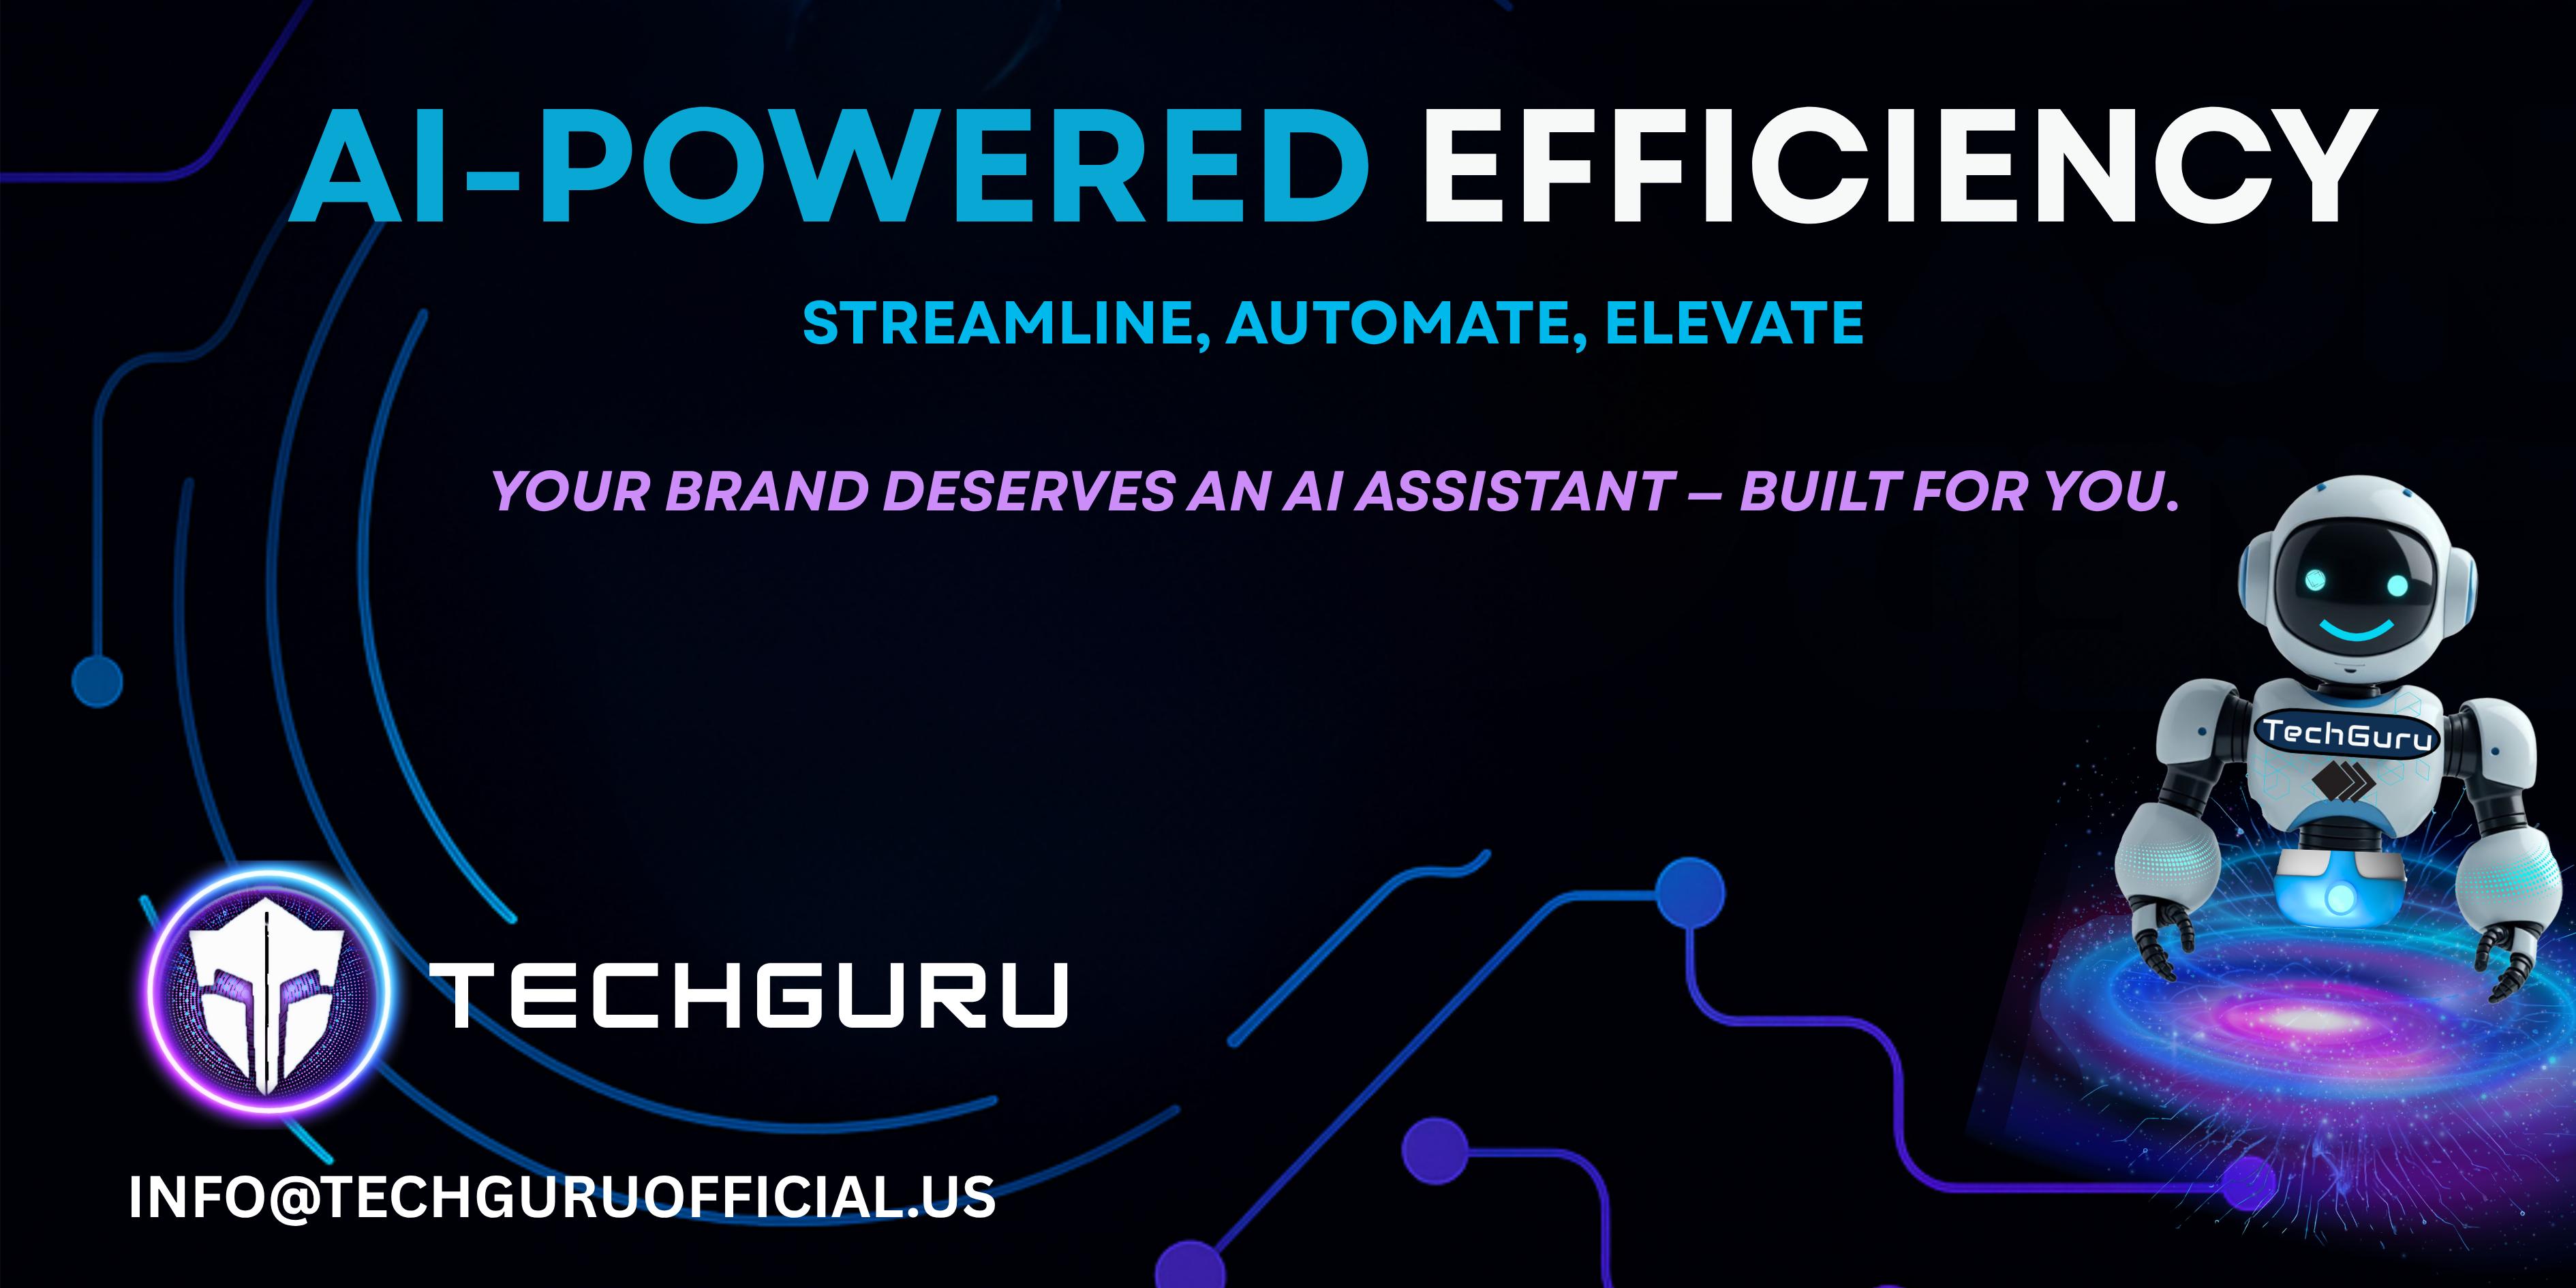 AI-POWERED EFFICIENCY
STREAMLINE, AUTOMATE, ELEVATE
YOUR BRAND DESERVES AN AI ASSISTANT – BUILT FOR YOU.
TechGuru
TECHGURU
INFO@TECHGURUOFFICIAL.US